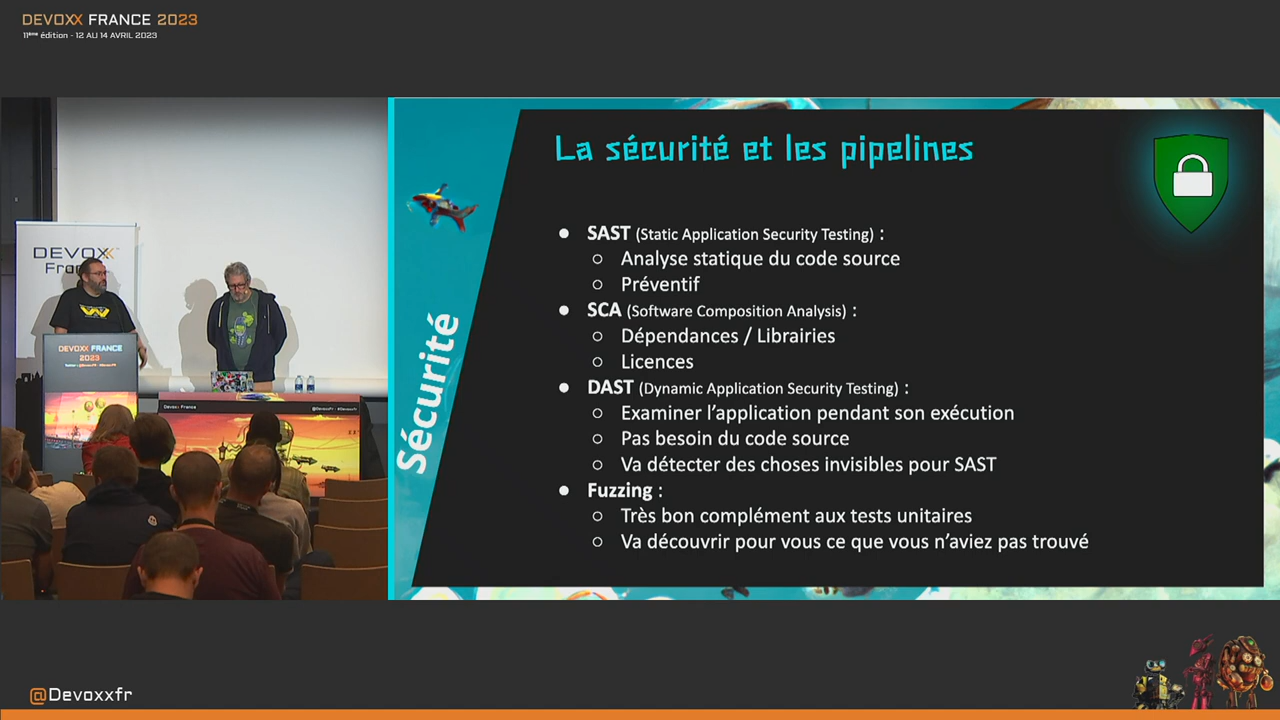 DEVOXX FRANCE 2023
11ème édition - 12 AU 14 AVRIL 2023
La sécurité et les pipelines
Sécurité
● SAST (Static Application Security Testing) :
○ Analyse statique du code source
○ Préventif
● SCA (Software Composition Analysis) :
○ Dépendances / Librairies
○ Licences
● DAST (Dynamic Application Security Testing) :
○ Examiner l'application pendant son exécution
○ Pas besoin du code source
○ Va détecter des choses invisibles pour SAST
● Fuzzing :
○ Très bon complément aux tests unitaires
○ Va découvrir pour vous ce que vous n'aviez pas trouvé
DEVOXX
Fran
DEVOXX FRANCE
2023
Devoxx France
@Devoxxfr